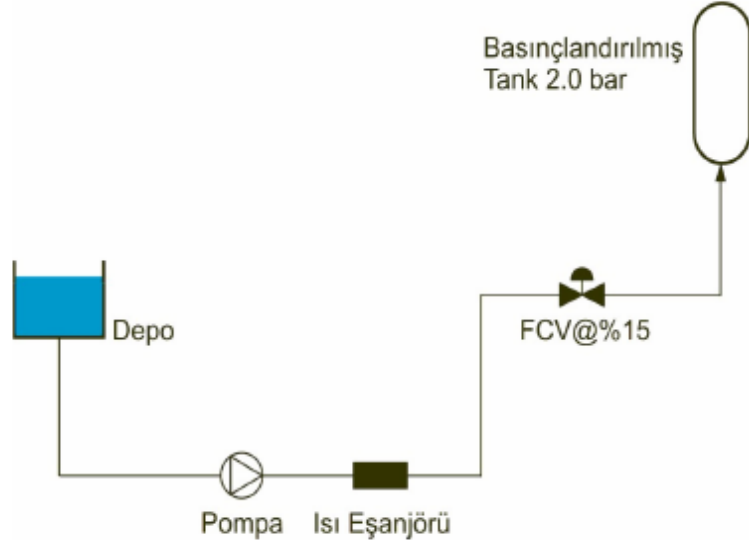 Basınçlandırılmış
Tank 2.0 bar
FCV@%15
Depo
Pompa
Isı Eşanjörü